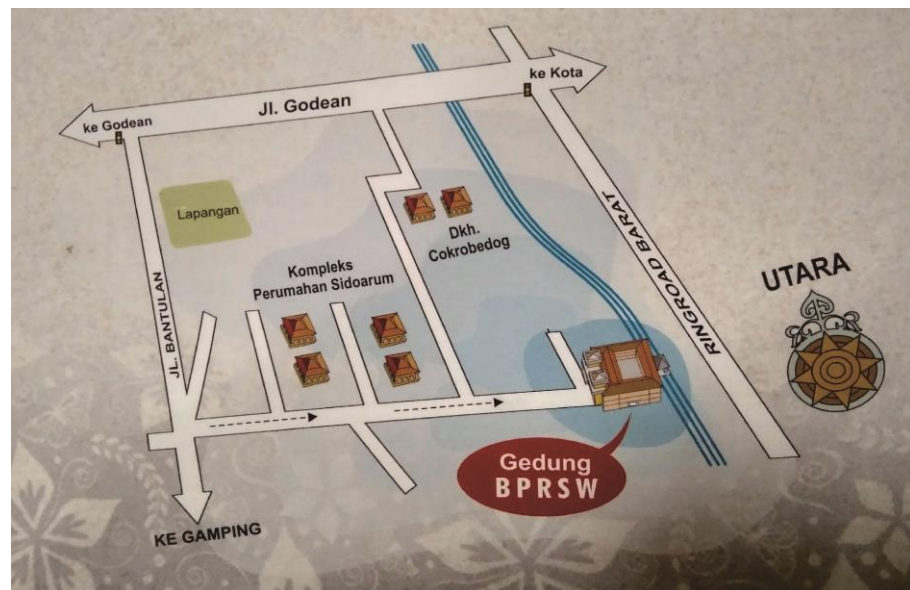 ke Kota
Jl. Godean
ke Godean
Lapangan
Dkh.
Cokrobedog
Kompleks
Perumahan Sidoarum
RINGROAD BARAT
UTARA
JL. BANTULAN
Gedung
BPRSW
KE GAMPING